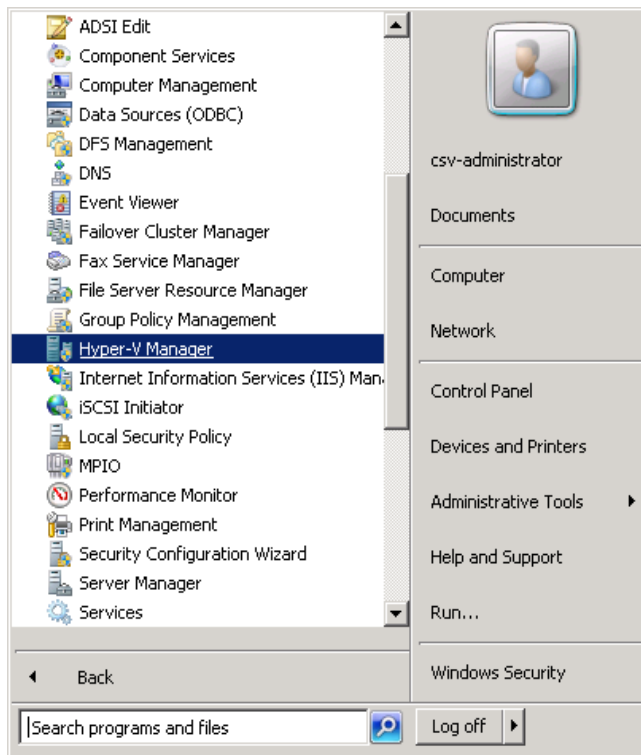 ADSI Edit
Component Services
Computer Management
Data Sources (ODBC)
DFS Management
DNS
Event Viewer
Failover Cluster Manager
Fax Service Manager
File Server Resource Manager
Group Policy Management
Hyper-V Manager
Internet Information Services (IIS) Man
iSCSI Initiator
Local Security Policy
MPIO
Performance Monitor
Print Management
Security Configuration Wizard
Server Manager
Services
Back
Search programs and files
csv-administrator
Documents
Computer
Network
Control Panel
Devices and Printers
Administrative Tools
Help and Support
Run...
Windows Security
Log off